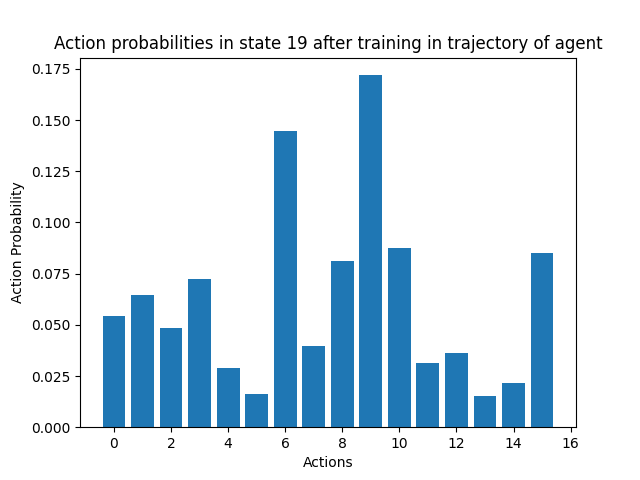 Action probabilities in state 19 after training in trajectory of agent
0.175
0.150
0.125
0.100
0.075
0.050
0.025
0.000
Action Probability
0 2 4 6 8 10 12 14 16
Actions